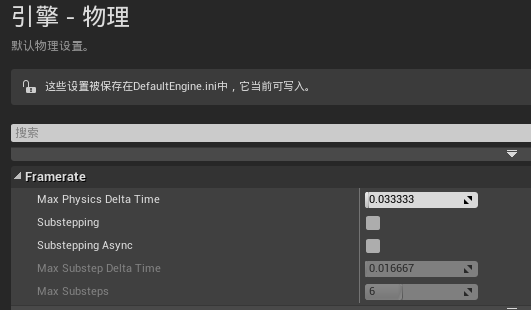 引擎 - 物理
默认物理设置。
这些设置被保存在DefaultEngine.ini中，它当前可写入。
搜索
Framerate
Max Physics Delta Time 0.033333
Substepping
Substepping Async
Max Substep Delta Time 0.016667
Max Substeps 6